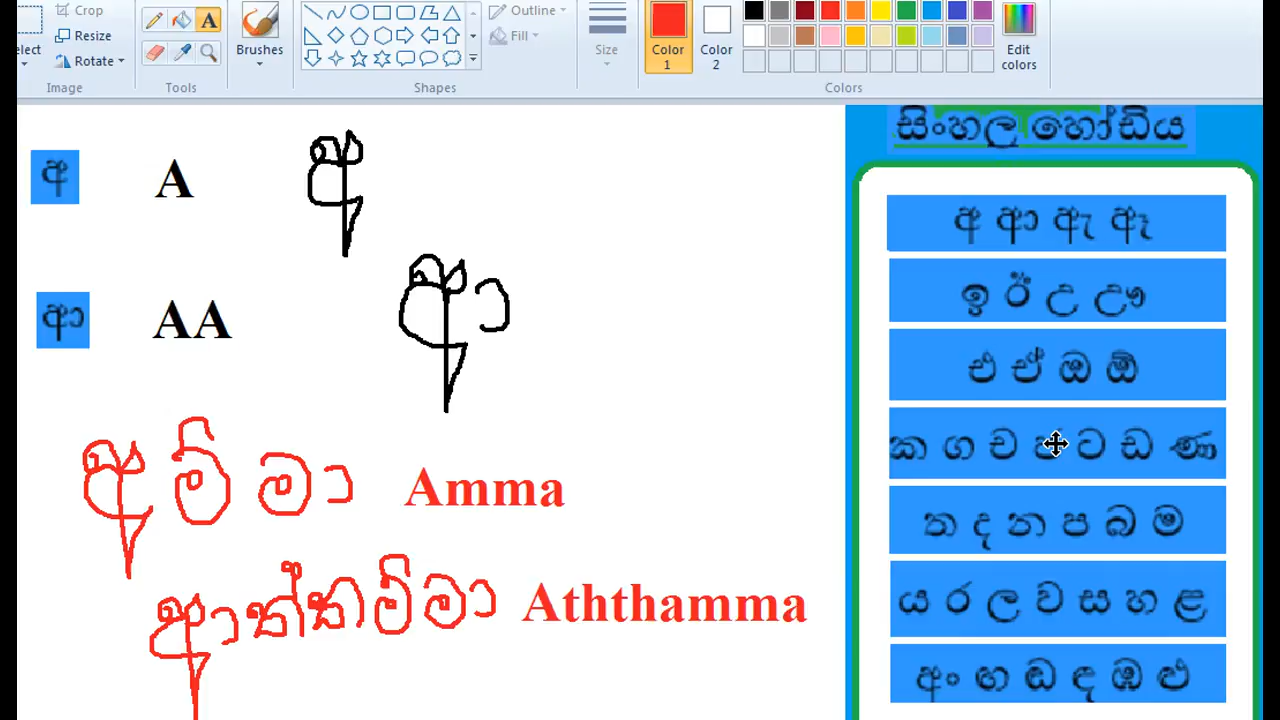 Crop
Outline
lect
Resize
Fill
Rotate
Brushes
Size
Color 1
Color 2
Edit colors
Image
Tools
Shapes
Colors
අ A අ
ආ AA ආ
අම්මා Amma
ආත්තම්මා Aththamma
සිංහල හෝඩිය
අ ආ ඇ ඈ
ඉ ඊ උ ඌ
එ ඒ ඔ ඕ
ක ග ච ට ඩ ණ
ත ද න ප බ ම
ය ර ල ව ස හ ළ
අං ඟ ඬ ඳ ඹ ළු